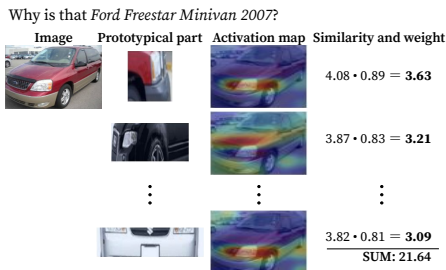 Why is that Ford Freestar Minivan 2007?
Image Prototypical part Activation map Similarity and weight
4.08 • 0.89 = 3.63
3.87 • 0.83 = 3.21
3.82 • 0.81 = 3.09
SUM: 21.64